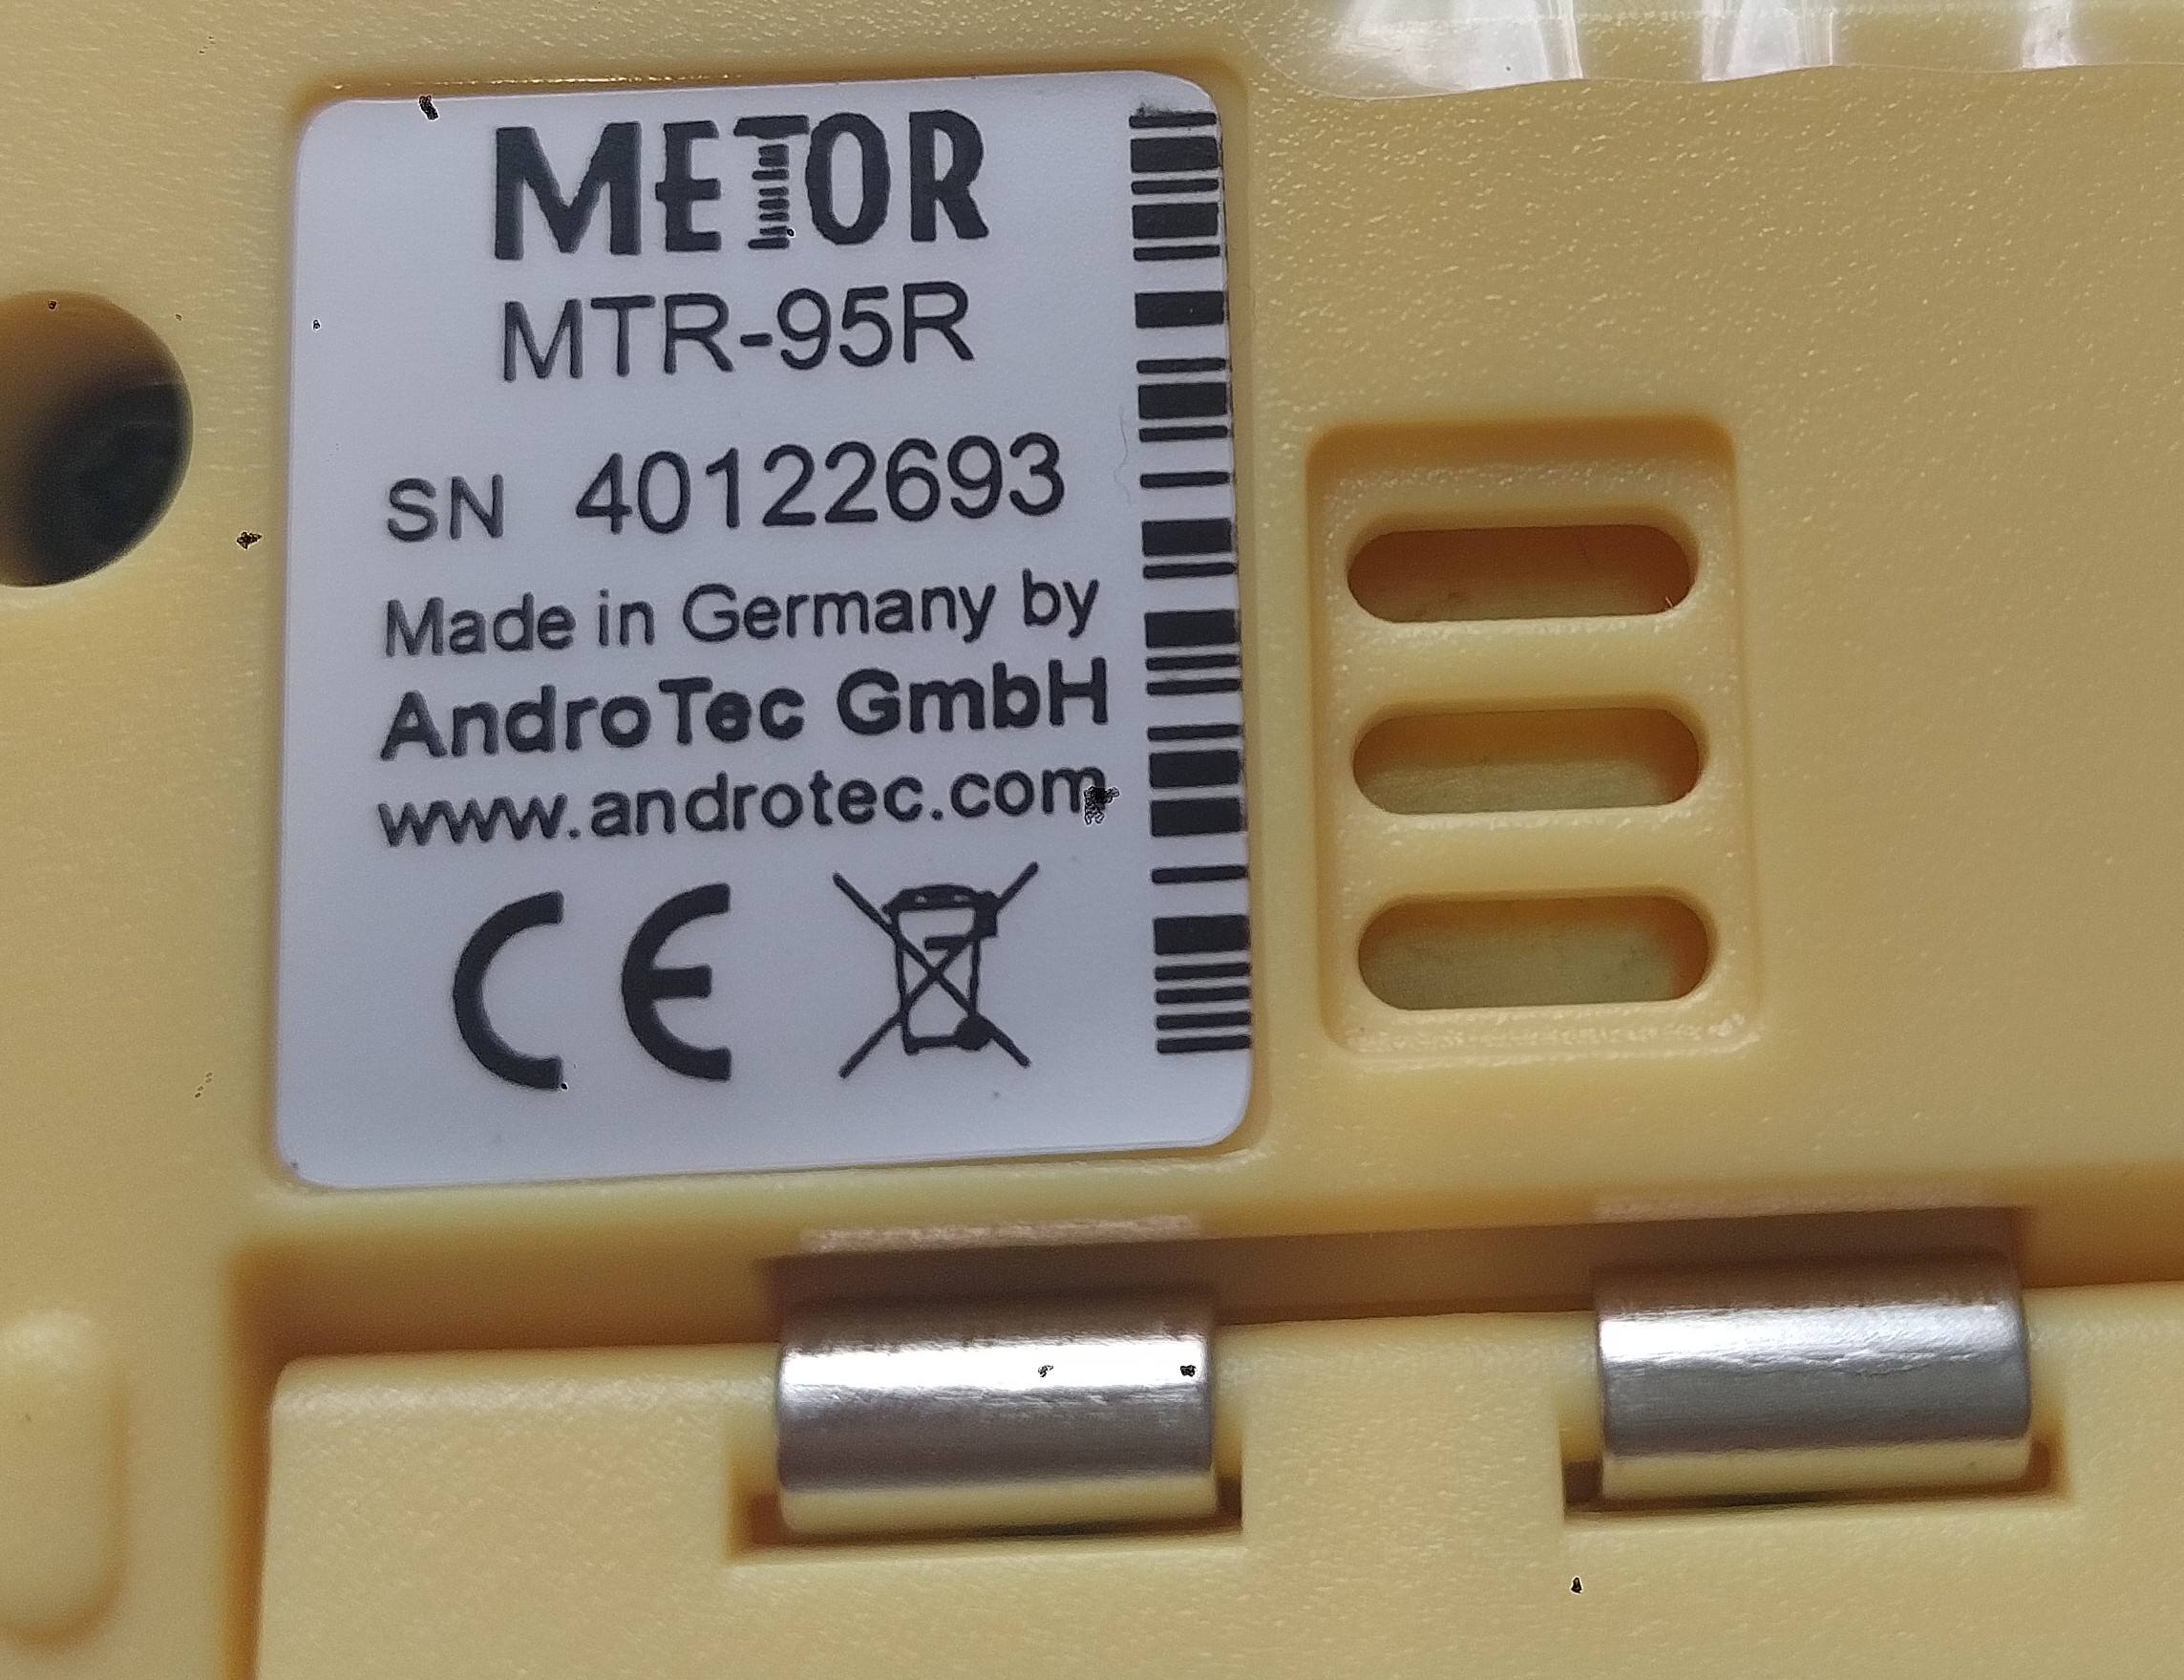 METOR
MTR-95R
SN 40122693
Made in Germany by
AndroTec GmbH
www.androtec.com
CE